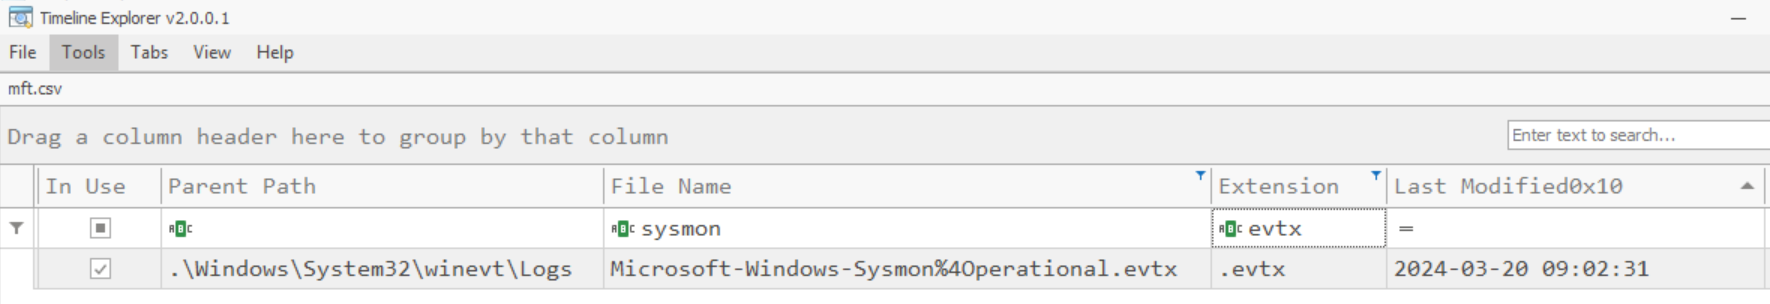 Timeline Explorer v2.0.0.1
File Tools Tabs View Help
mft.csv
Drag a column header here to group by that column
Enter text to search...
In Use Parent Path File Name Extension Last Modified0x10
ABC ABC sysmon ABC evtx =
.\Windows\System32\winevt\Logs Microsoft-Windows-Sysmon%4Operational.evtx .evtx 2024-03-20 09:02:31